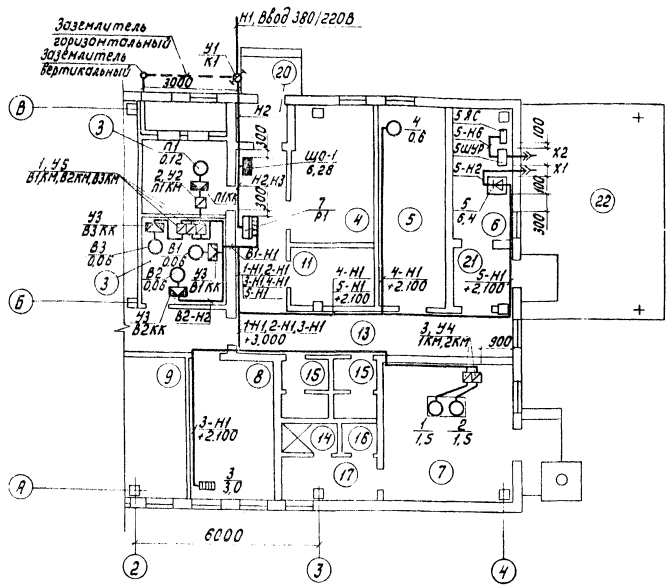 Н1, Ввод 380/220В
Заземлитель
горизонтальный
Заземлитель
вертикальный
У1
К1
3000
20
В
Н2
3
П1
0.12
300
4
0.6
5ЯС
5-Н6
5ШУР
100
Х2
Х1
1, У5
В1КМ, В2КМ, В3КМ
2, У2
П1КМ
П1КК
Н2, Н3
ЩО-1
6,28
5-Н2
100
300
7
Р1
4
5
5
6,4
6
22
У3
В3КК
В3
0,06
В1
0,06
3
В2
0.06
У3
В1КК
В1-Н1
1-Н1, 2-Н1
3-Н1, 4-Н1
5-Н1
11
4-Н1
5-Н1
+2.100
4-Н1
+2.100
21
5-Н1
+2,100
Б
У3
В2КК
В2-Н2
1-Н1, 2-Н1, 3-Н1
+3,000
13
3, У4
1КМ, 2КМ
900
9
8
15
15
3-Н1
+2.100
14
16
1
1,5
2
1,5
3
3,0
17
7
А
6000
2
3
4